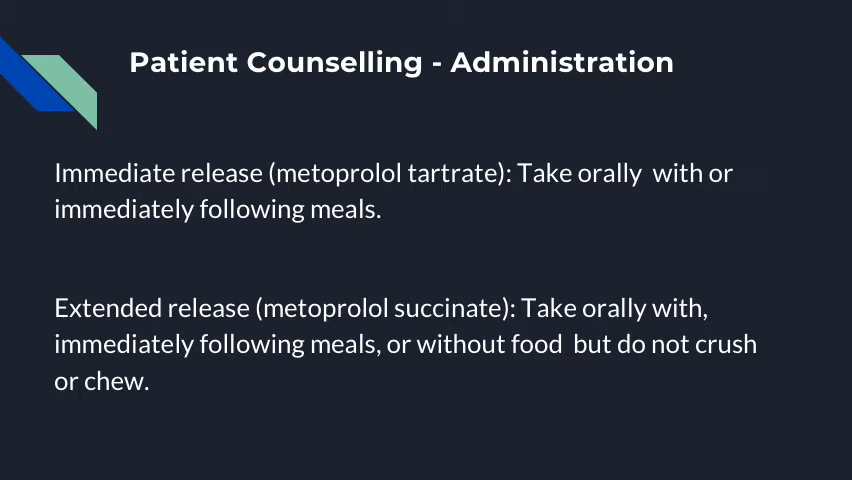 Patient Counselling - Administration
Immediate release (metoprolol tartrate): Take orally  with or
immediately following meals.
Extended release (metoprolol succinate): Take orally with,
immediately following meals, or without food  but do not crush
or chew.